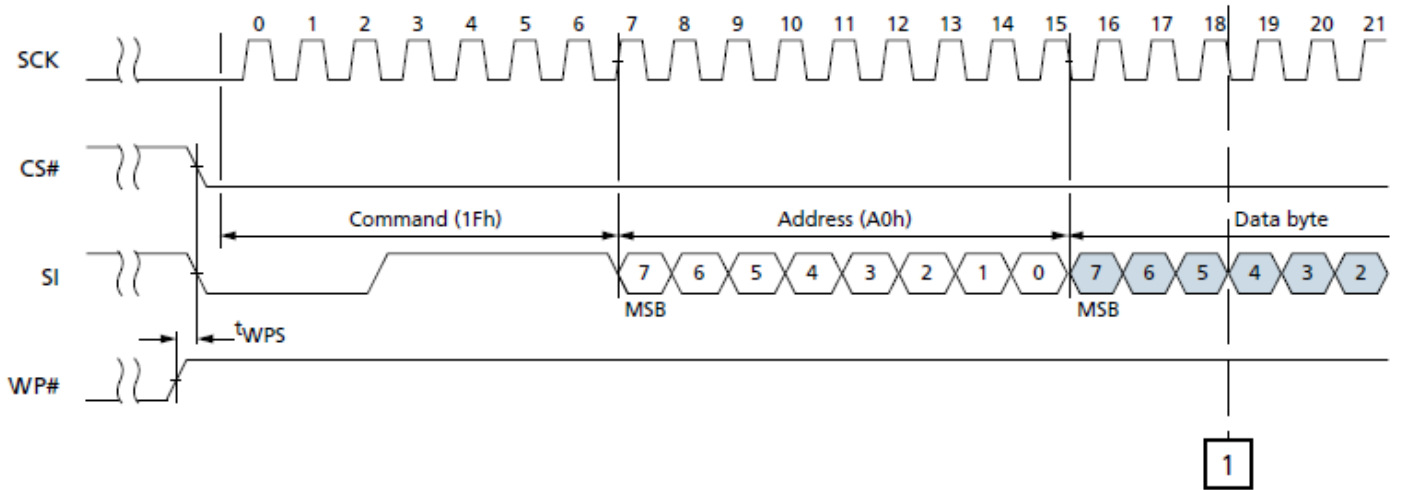 0 1 2 3 4 5 6 7 8 9 10 11 12 13 14 15 16 17 18 19 20 21
SCK
CS#
Command (1Fh) Address (A0h) Data byte
SI 7 6 5 4 3 2 1 0 7 6 5 4 3 2
MSB MSB
tWPS
WP#
1